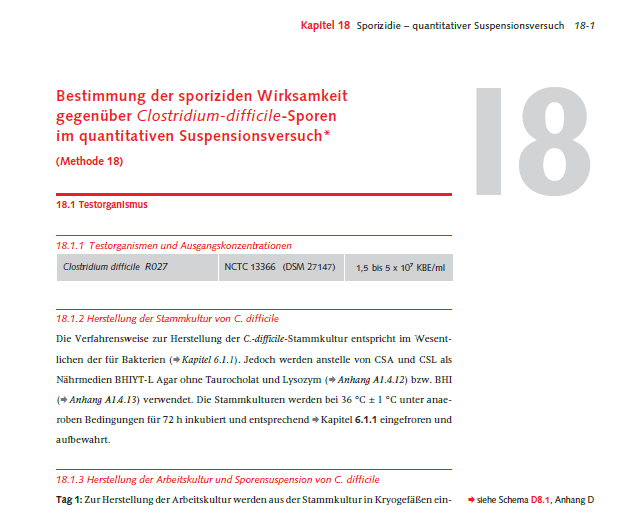 Kapitel 18 Sporizidie – quantitativer Suspensionsversuch 18-1
18
Bestimmung der sporiziden Wirksamkeit
gegenüber Clostridium-difficile-Sporen
im quantitativen Suspensionsversuch*
(Methode 18)
18.1 Testorganismus
18.1.1 Testorganismen und Ausgangskonzentrationen
Clostridium difficile R027 NCTC 13366 (DSM 27147) 1,5 bis 5 x 10⁷ KBE/ml
18.1.2 Herstellung der Stammkultur von C. difficile
Die Verfahrensweise zur Herstellung der C.-difficile-Stammkultur entspricht im Wesent-
lichen der für Bakterien (➜ Kapitel 6.1.1). Jedoch werden anstelle von CSA und CSL als
Nährmedien BHIYT-L Agar ohne Taurocholat und Lysozym (➜ Anhang A1.4.12) bzw. BHI
(➜ Anhang A1.4.13) verwendet. Die Stammkulturen werden bei 36 °C ± 1 °C unter anae-
roben Bedingungen für 72 h inkubiert und entsprechend ➜ Kapitel 6.1.1 eingefroren und
aufbewahrt.
18.1.3 Herstellung der Arbeitskultur und Sporensuspension von C. difficile
Tag 1: Zur Herstellung der Arbeitskultur werden aus der Stammkultur in Kryogefäßen ein-
➜ siehe Schema D8.1, Anhang D